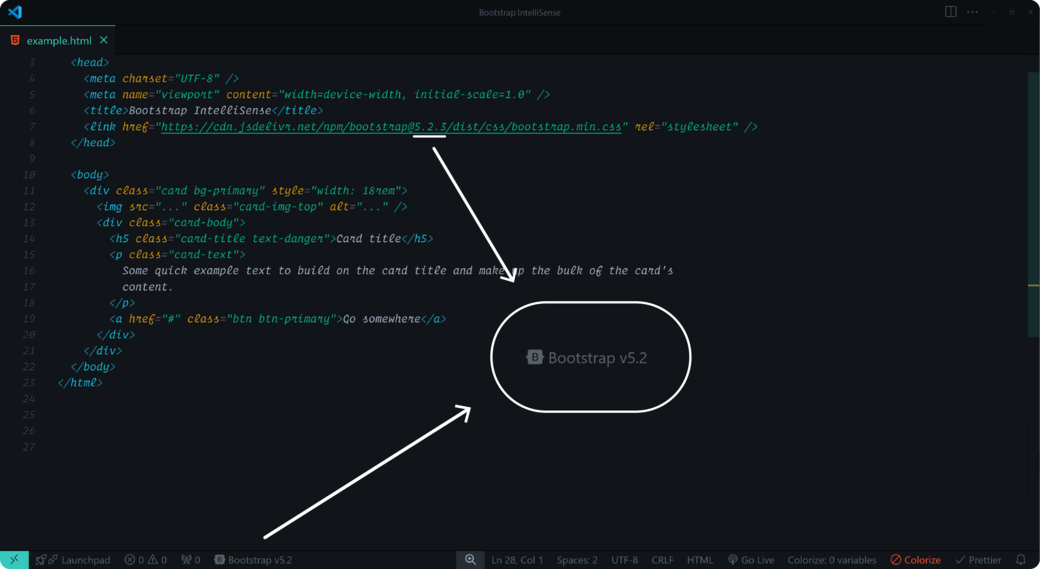 Bootstrap IntelliSense
example.html
3 <head>
4 <meta charset="UTF-8" />
5 <meta name="viewport" content="width=device-width, initial-scale=1.0" />
6 <title>Bootstrap IntelliSense</title>
7 <link href="https://cdn.jsdelivr.net/npm/bootstrap@5.2.3/dist/css/bootstrap.min.css" rel="stylesheet" />
8 </head>
9
10 <body>
11 <div class="card bg-primary" style="width: 18rem">
12 <img src="..." class="card-img-top" alt="..." />
13 <div class="card-body">
14 <h5 class="card-title text-danger">Card title</h5>
15 <p class="card-text">
16 Some quick example text to build on the card title and make up the bulk of the card's
17 content.
18 </p>
19 <a href="#" class="btn btn-primary">Go somewhere</a>
20 </div>
21 </div>
22 </body>
23 </html>
24
25
26
27
B Bootstrap v5.2
Launchpad 0 0 0 B Bootstrap v5.2 Ln 28, Col 1 Spaces: 2 UTF-8 CRLF HTML Go Live Colorize: 0 variables Colorize Prettier